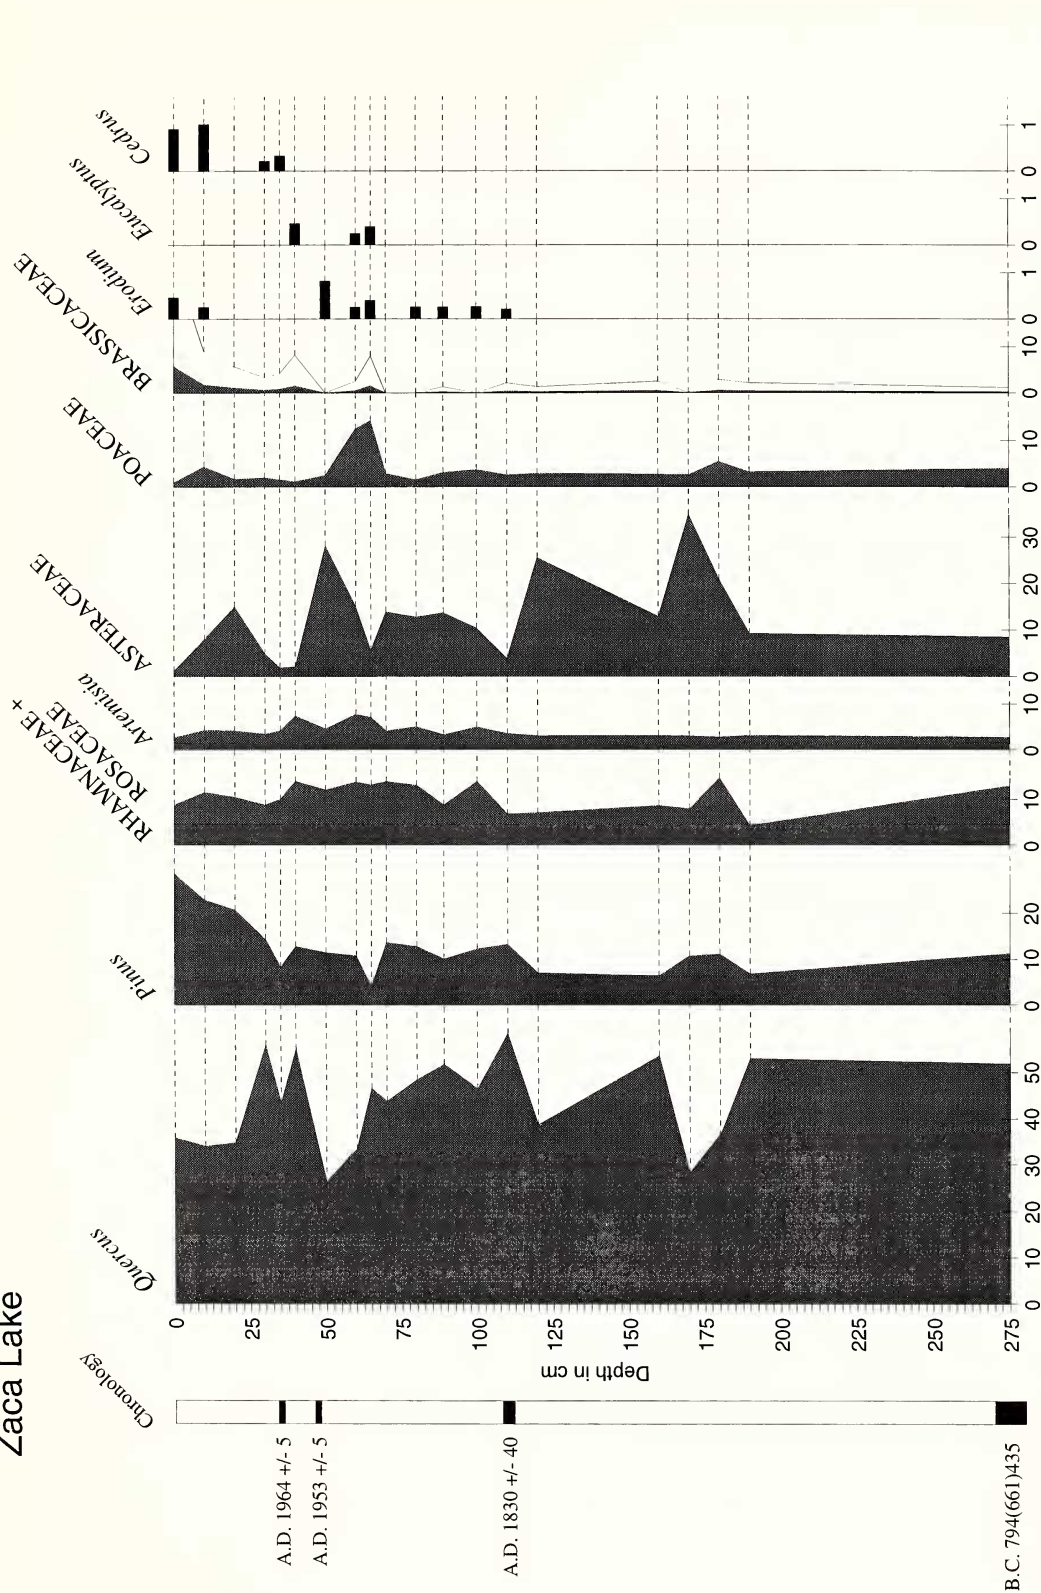 Zaca Lake
Chronology
Quercus
Pinus
RHAMNACEAE +
ROSACEAE
Artemisia
ASTERACEAE
POACEAE
BRASSICACEAE
Erodium
Eucalyptus
Cedrus
A.D. 1964 +/- 5
A.D. 1953 +/- 5
A.D. 1830 +/- 40
B.C. 794(661)435
Depth in cm
0
25
50
75
100
125
150
175
200
225
250
275
0 10 20 30 40 50
0 10 20
0 10
0 10
0 10 20 30
0 10
0 10
0 1
0 1
0 1